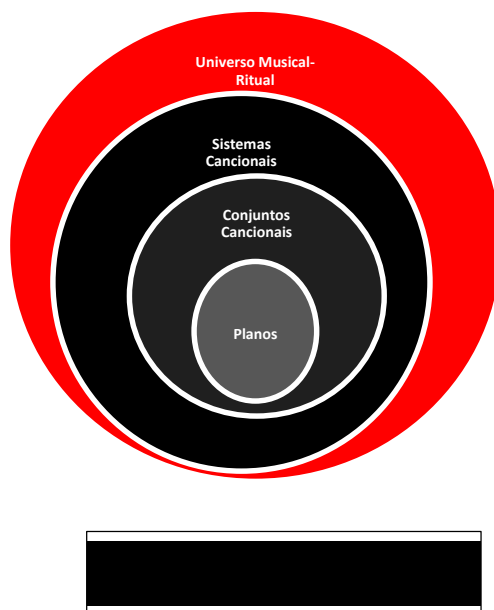 Universo Musical-
Ritual
Sistemas
Cancionais
Conjuntos
Cancionais
Planos